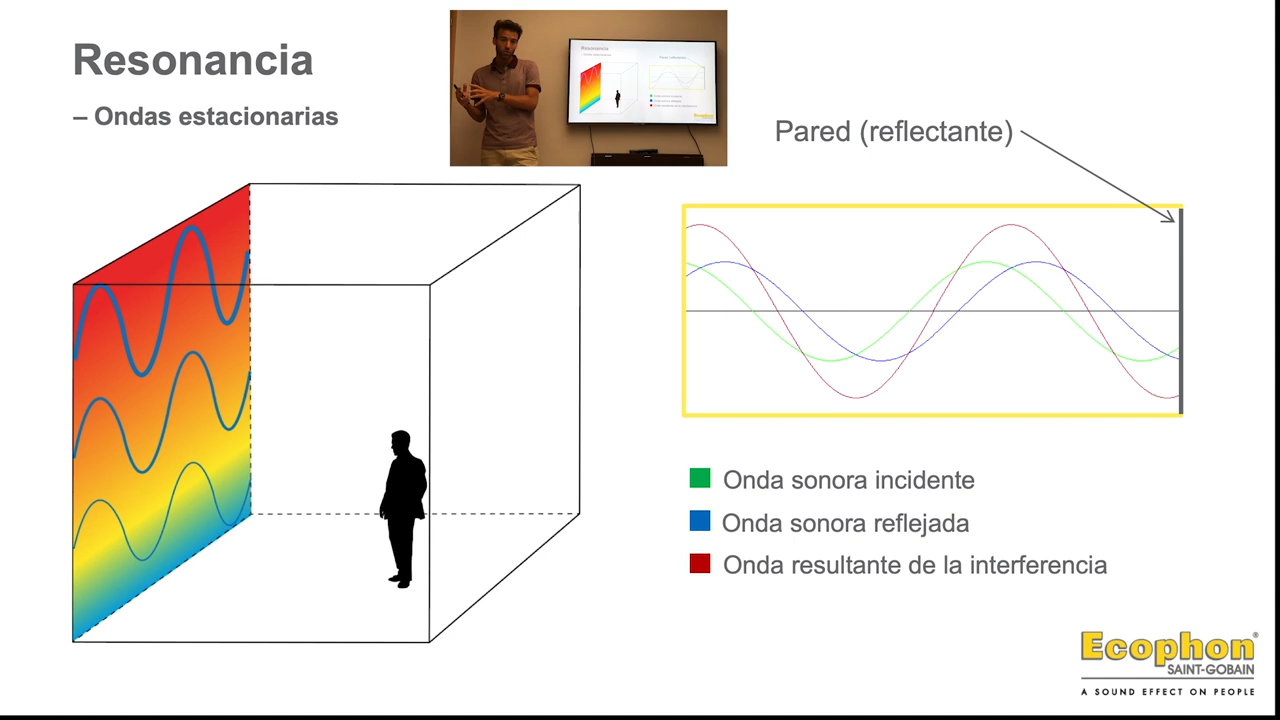 Resonancia
– Ondas estacionarias
Pared (reflectante)
Onda sonora incidente
Onda sonora reflejada
Onda resultante de la interferencia
Ecophon®
SAINT-GOBAIN
A SOUND EFFECT ON PEOPLE